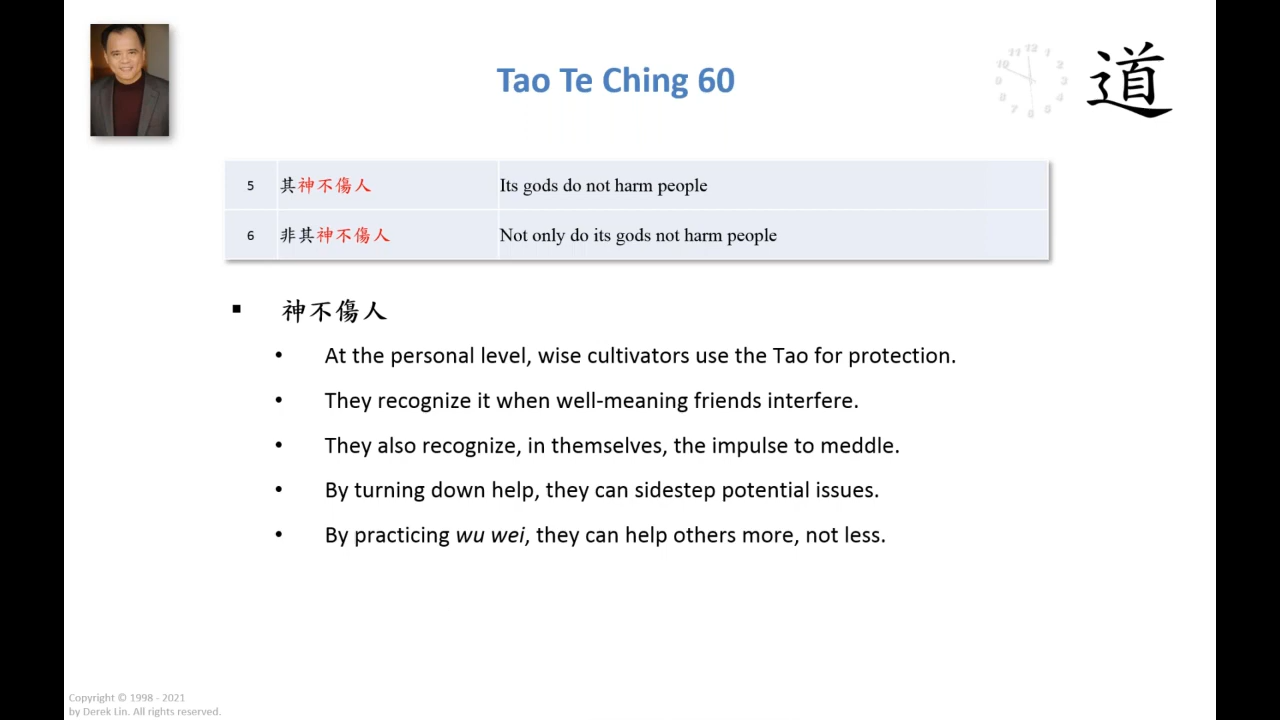 Tao Te Ching 60
道
5 其神不傷人 Its gods do not harm people
6 非其神不傷人 Not only do its gods not harm people
▪ 神不傷人
• At the personal level, wise cultivators use the Tao for protection.
• They recognize it when well-meaning friends interfere.
• They also recognize, in themselves, the impulse to meddle.
• By turning down help, they can sidestep potential issues.
• By practicing wu wei, they can help others more, not less.
Copyright © 1998 - 2021
by Derek Lin. All rights reserved.